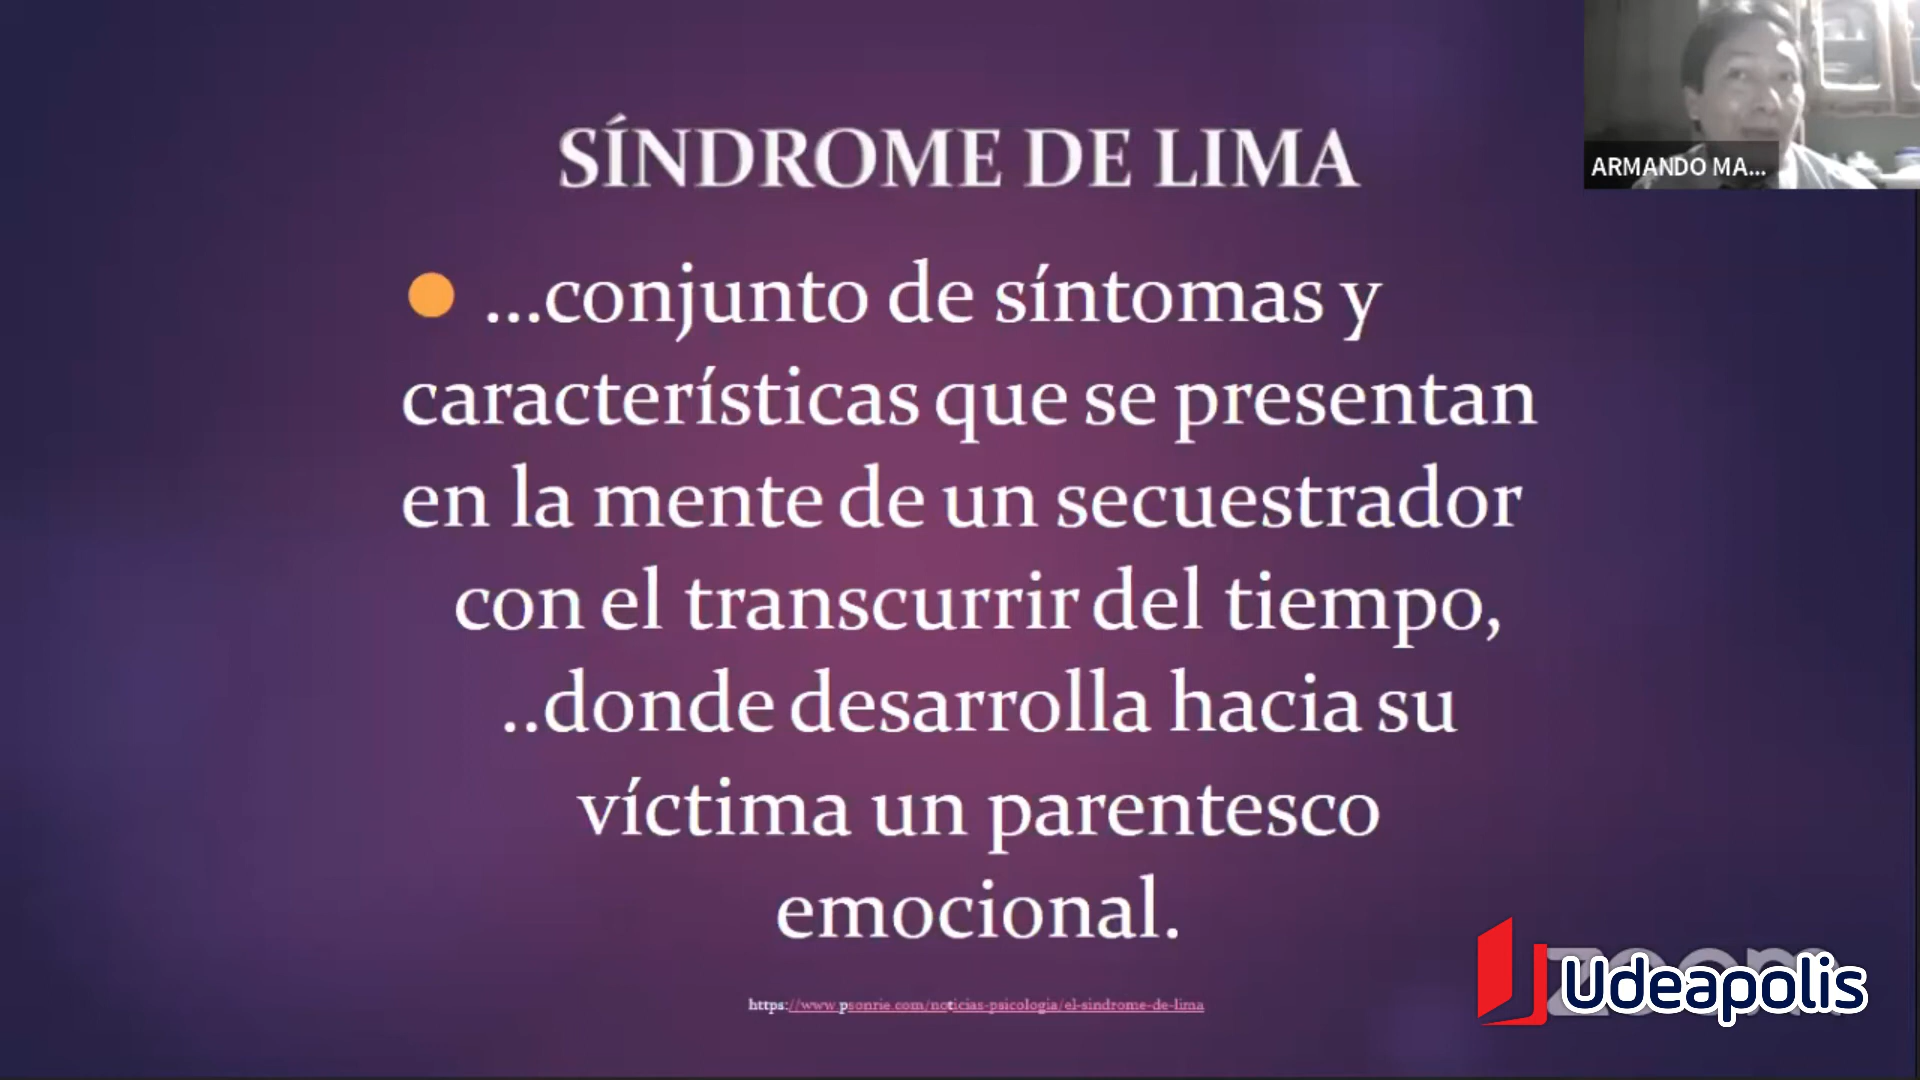 ARMANDO MA...
SÍNDROME DE LIMA
...conjunto de síntomas y
características que se presentan
en la mente de un secuestrador
con el transcurrir del tiempo,
..donde desarrolla hacia su
víctima un parentesco
emocional.
https://www.psonrie.com/noticias-psicologia/el-sindrome-de-lima
zoom
Udeapolis